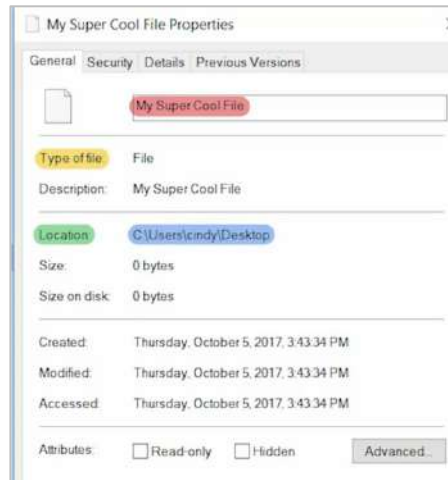 My Super Cool File Properties
General Security Details Previous Versions
My Super Cool File
Type of file: File
Description: My Super Cool File
Location: C:\Users\cindy\Desktop
Size: 0 bytes
Size on disk: 0 bytes
Created: Thursday, October 5, 2017, 3:43:34 PM
Modified: Thursday, October 5, 2017, 3:43:34 PM
Accessed: Thursday, October 5, 2017, 3:43:34 PM
Attributes: Read-only Hidden Advanced...